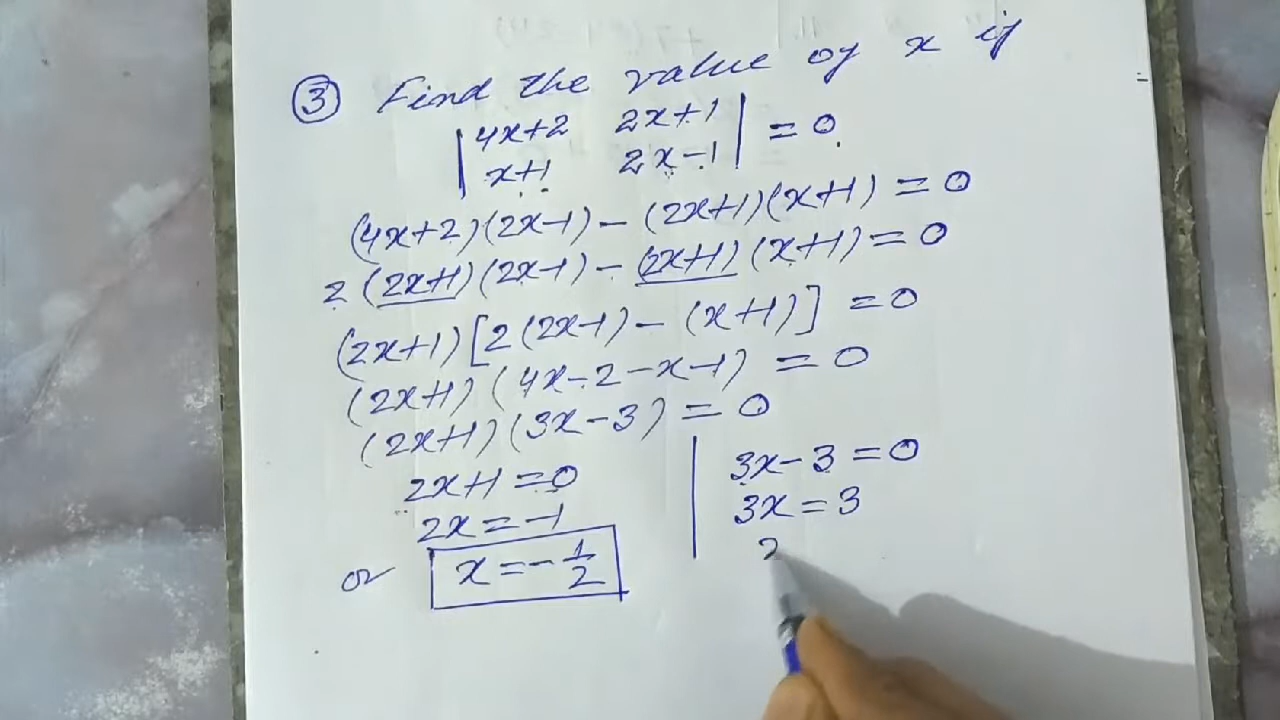 ③ Find the value of x if
|4x+2 2x+1| = 0
|x+1 2x-1|
(4x+2)(2x-1) - (2x+1)(x+1) = 0
2(2x+1)(2x-1) - (2x+1)(x+1) = 0
(2x+1)[2(2x-1) - (x+1)] = 0
(2x+1)(4x-2-x-1) = 0
(2x+1)(3x-3) = 0
2x+1 = 0
2x = -1
or x = -1/2
3x-3 = 0
3x = 3